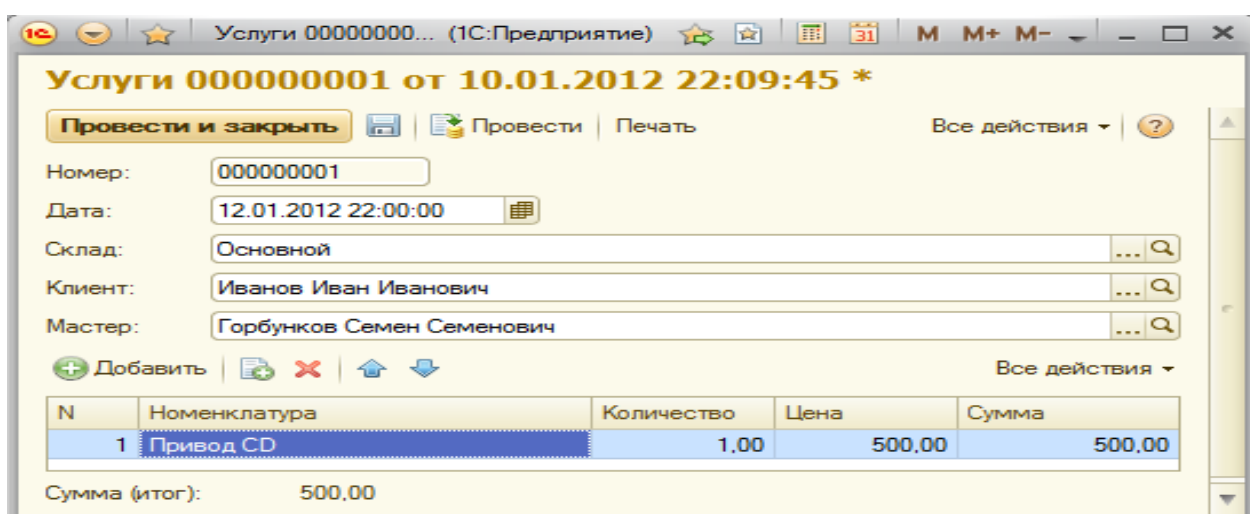 1С Услуги 00000000... (1С:Предприятие) 31 M M+ M-
Услуги 000000001 от 10.01.2012 22:09:45 *
Провести и закрыть Провести Печать Все действия ?
Номер: 000000001
Дата: 12.01.2012 22:00:00
Склад: Основной ...
Клиент: Иванов Иван Иванович ...
Мастер: Горбунков Семен Семенович ...
Добавить Все действия
N Номенклатура Количество Цена Сумма
1 Привод CD 1,00 500,00 500,00
Сумма (итог): 500,00